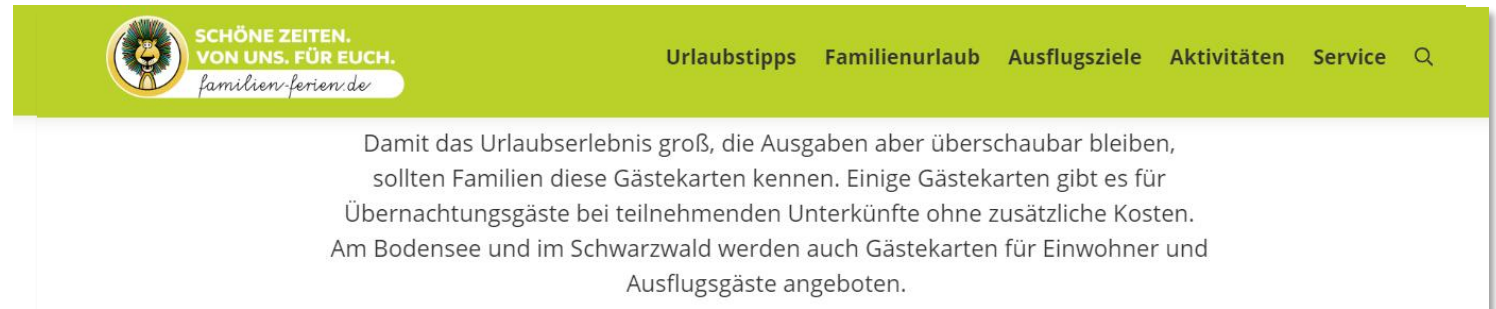 SCHÖNE ZEITEN.
VON UNS. FÜR EUCH.
familien-ferien.de
Urlaubstipps Familienurlaub Ausflugsziele Aktivitäten Service
Damit das Urlaubserlebnis groß, die Ausgaben aber überschaubar bleiben,
sollten Familien diese Gästekarten kennen. Einige Gästekarten gibt es für
Übernachtungsgäste bei teilnehmenden Unterkünfte ohne zusätzliche Kosten.
Am Bodensee und im Schwarzwald werden auch Gästekarten für Einwohner und
Ausflugsgäste angeboten.